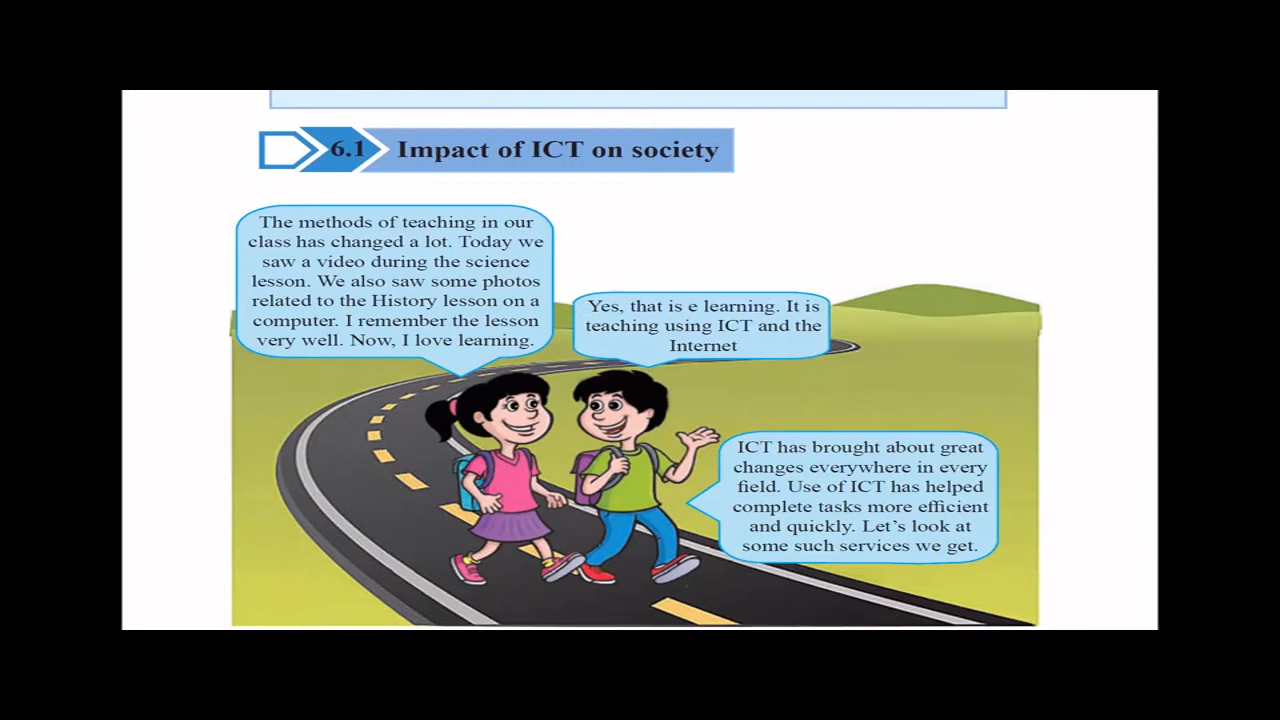 6.1 Impact of ICT on society
The methods of teaching in our
class has changed a lot. Today we
saw a video during the science
lesson. We also saw some photos
related to the History lesson on a
computer. I remember the lesson
very well. Now, I love learning.
Yes, that is e learning. It is
teaching using ICT and the
Internet
ICT has brought about great
changes everywhere in every
field. Use of ICT has helped
complete tasks more efficient
and quickly. Let's look at
some such services we get.